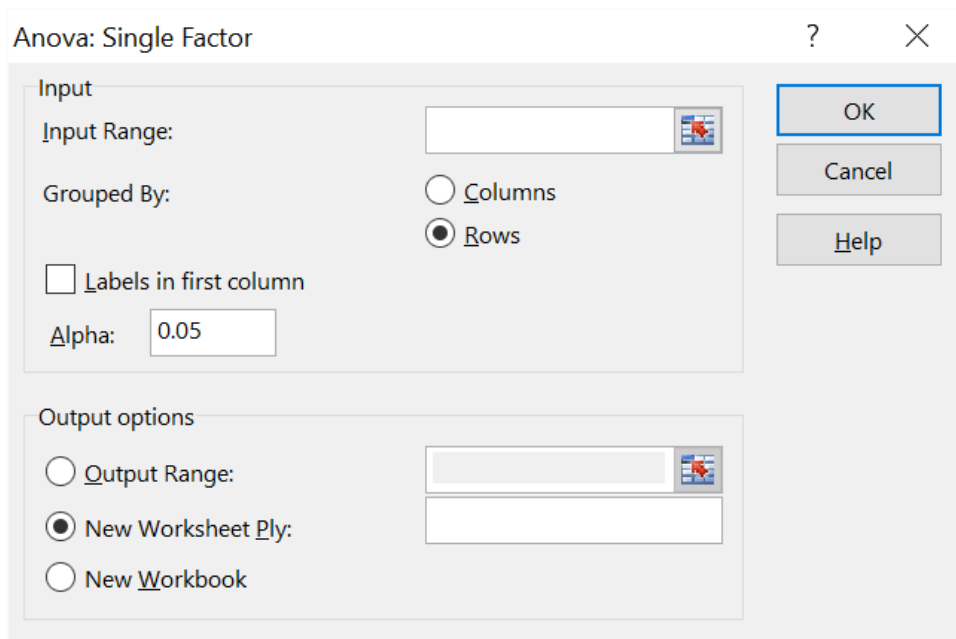 Anova: Single Factor ?
Input
Input Range:
Grouped By:
Columns
Rows
Labels in first column
Alpha: 0.05
OK
Cancel
Help
Output options
Output Range:
New Worksheet Ply:
New Workbook